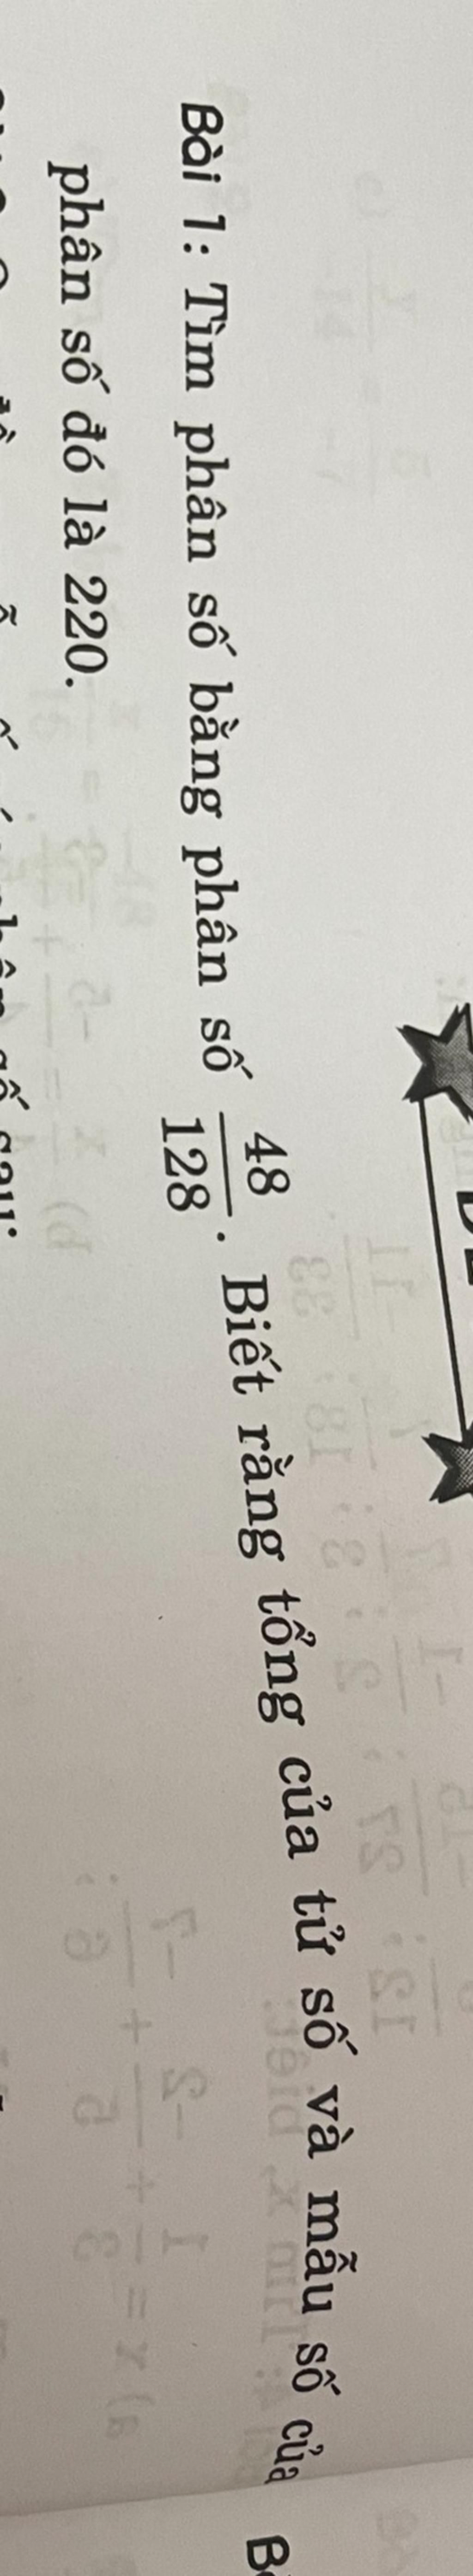 Bài 1: Tìm phân số bằng phân số 48/128. Biết rằng tổng của tử số và mẫu số của
phân số đó là 220.